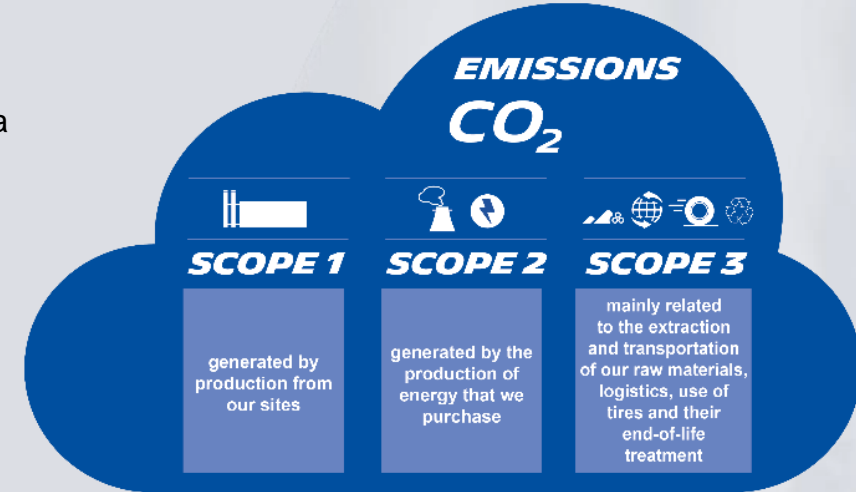 a
EMISSIONS
CO₂
SCOPE 1
SCOPE 2
SCOPE 3
generated by
production from
our sites
generated by the
production of
energy that we
purchase
mainly related
to the extraction
and transportation
of our raw materials,
logistics, use of
tires and their
end-of-life
treatment